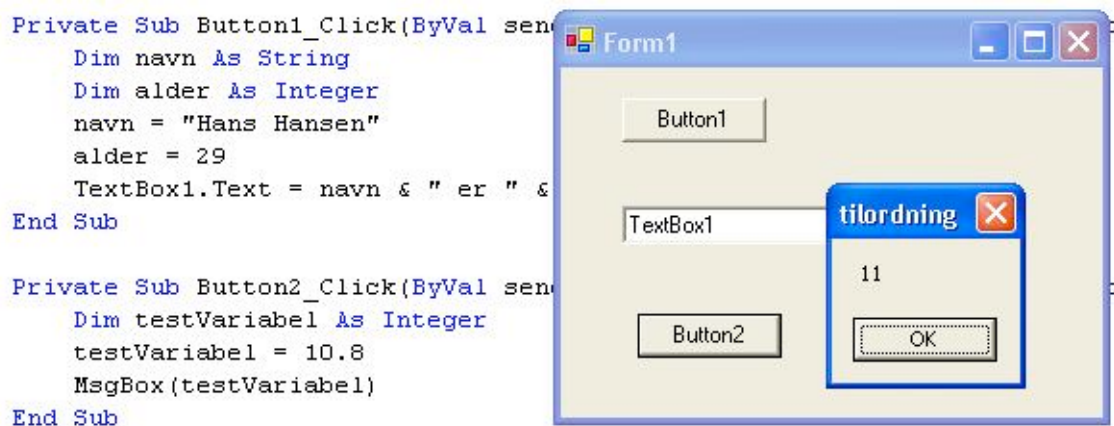 Private Sub Button1_Click(ByVal
Dim navn As String
Dim alder As Integer
navn = "Hans Hansen"
alder = 29
TextBox1.Text = navn & " er " &
End Sub
Private Sub Button2_Click(ByVal
Dim testVariabel As Integer
testVariabel = 10.8
MsgBox(testVariabel)
End Sub
Form1
Button1
TextBox1
Button2
tilordning
11
OK